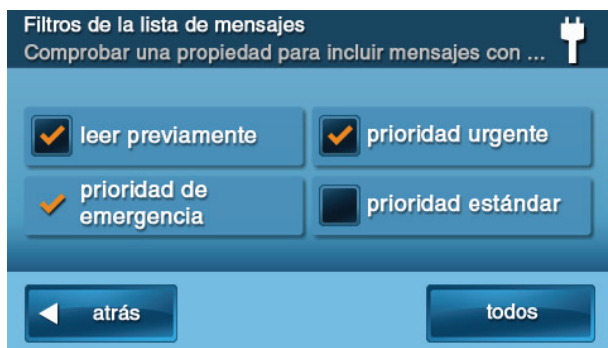 Filtros de la lista de mensajes
Comprobar una propiedad para incluir mensajes con ...
leer previamente
prioridad urgente
prioridad de
emergencia
prioridad estándar
atrás
todos